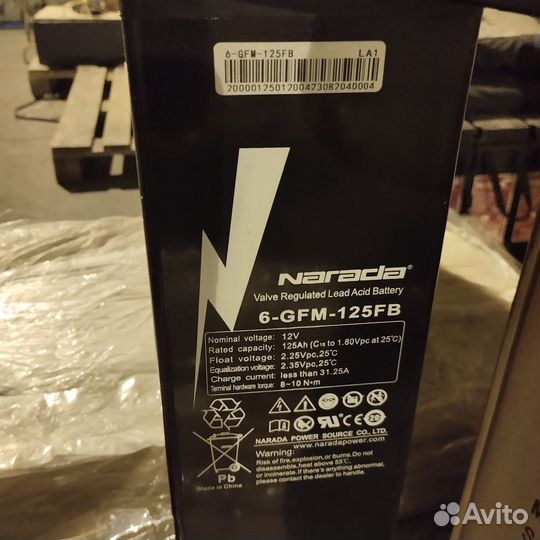 6-GFM-125FB LA1
7000012501200423082040004
Narada®
Valve Regulated Lead Acid Battery
6-GFM-125FB
Nominal voltage: 12V
Rated capacity: 125Ah (C₁₀ to 1.80Vpc at 25℃)
Float voltage: 2.25Vpc,25℃
Equalization voltage: 2.35Vpc,25℃
Charge current: less than 31.25A
Terminal hardware torque: 8-10 N·m
NARADA POWER SOURCE CO., LTD.
www.naradapower.com
Warning:
Risk of fire,explosion,or burns.Do not
disassemble,heat above 55℃,
or incinerate.If there's anything abnormal,
please contact the dealer to handle.
Pb
Made in China
Avito